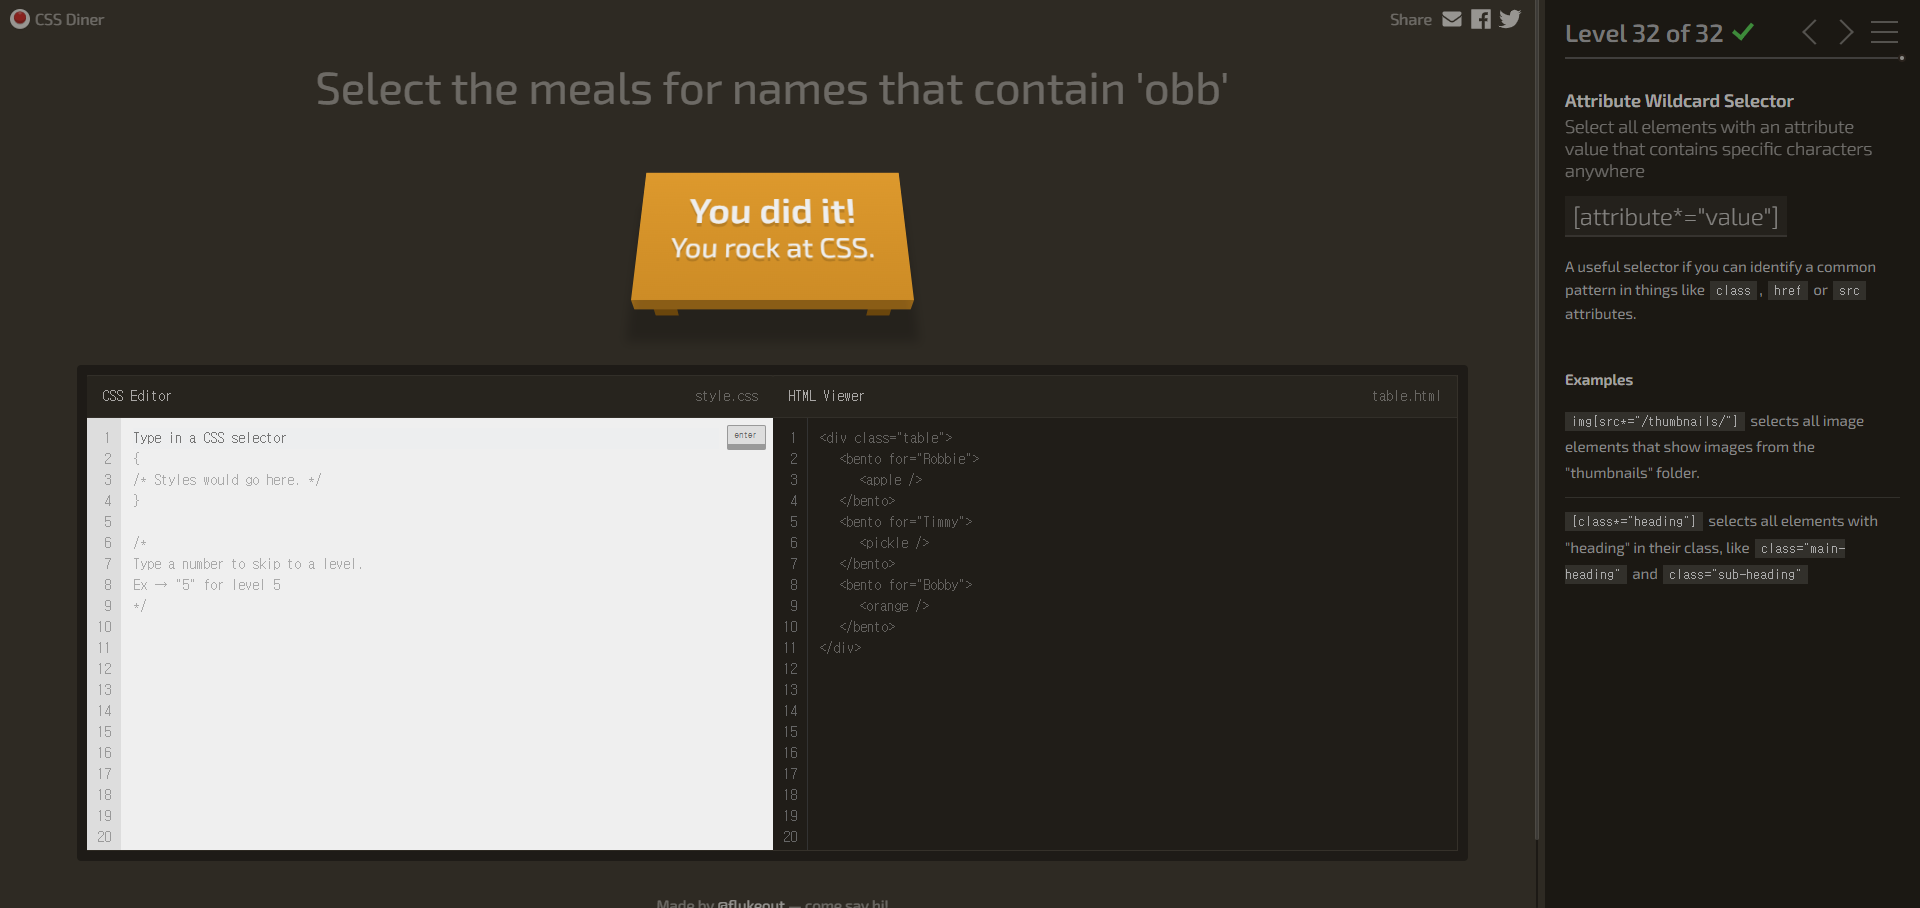 CSS Diner
Share
Select the meals for names that contain 'obb'
You did it!
You rock at CSS.
CSS Editor
style.css
HTML Viewer
table.html
1 Type in a CSS selector
enter
2 {
3 /* Styles would go here. */
4 }
5
6 /*
7 Type a number to skip to a level.
8 Ex → "5" for level 5
9 */
10
11
12
13
14
15
16
17
18
19
20
1 <div class="table">
2 <bento for="Robbie">
3 <apple />
4 </bento>
5 <bento for="Timmy">
6 <pickle />
7 </bento>
8 <bento for="Bobby">
9 <orange />
10 </bento>
11 </div>
12
13
14
15
16
17
18
19
20
Made by @flukeout — come say hi!
Level 32 of 32
Attribute Wildcard Selector
Select all elements with an attribute
value that contains specific characters
anywhere
[attribute*="value"]
A useful selector if you can identify a common
pattern in things like class, href or src
attributes.
Examples
img[src*="/thumbnails/"] selects all image
elements that show images from the
"thumbnails" folder.
[class*="heading"] selects all elements with
"heading" in their class, like class="main-
heading" and class="sub-heading"